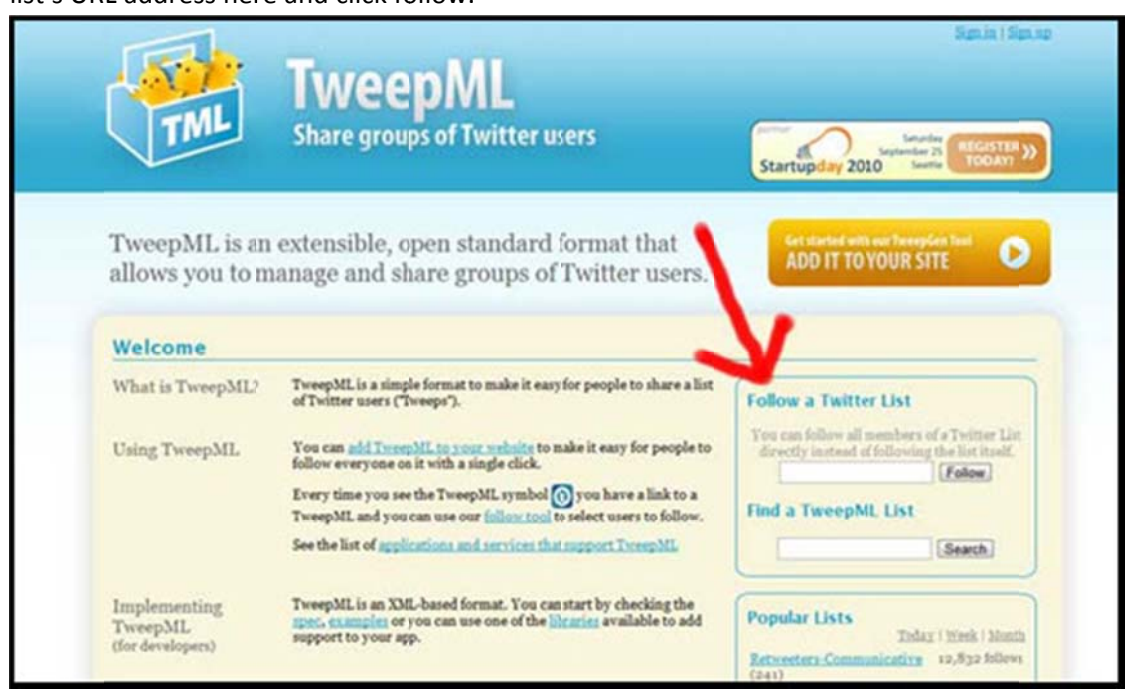 list's URL address here and click follow.
Sign in | Sign up
TML
TweepML
Share groups of Twitter users
partner
Startupday 2010
Saturday
September 25
Seattle
REGISTER
TODAY!
TweepML is an extensible, open standard format that
allows you to manage and share groups of Twitter users.
Get started with our TweepGen Tool
ADD IT TO YOUR SITE
Welcome
What is TweepML?
TweepML is a simple format to make it easy for people to share a list
of Twitter users ("Tweeps").
Using TweepML
You can add TweepML to your website to make it easy for people to
follow everyone on it with a single click.
Every time you see the TweepML symbol you have a link to a
TweepML and you can use our follow tool to select users to follow.
See the list of applications and services that support TweepML
Implementing
TweepML
(for developers)
TweepML is an XML-based format. You can start by checking the
spec, examples or you can use one of the libraries available to add
support to your app.
Follow a Twitter List
You can follow all members of a Twitter List
directly instead of following the list itself.
Follow
Find a TweepML List
Search
Popular Lists
Today | Week | Month
Retweeters-Communicative 12,832 follows
(241)